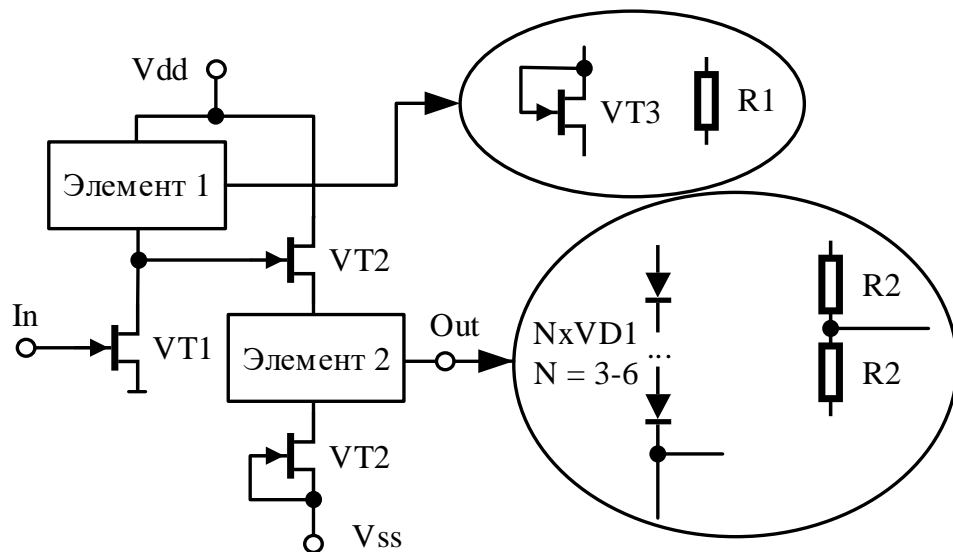 Vdd
Элемент 1
VT3
R1
VT2
In
VT1
Out
Элемент 2
NxVD1
...
N = 3-6
R2
R2
VT2
Vss